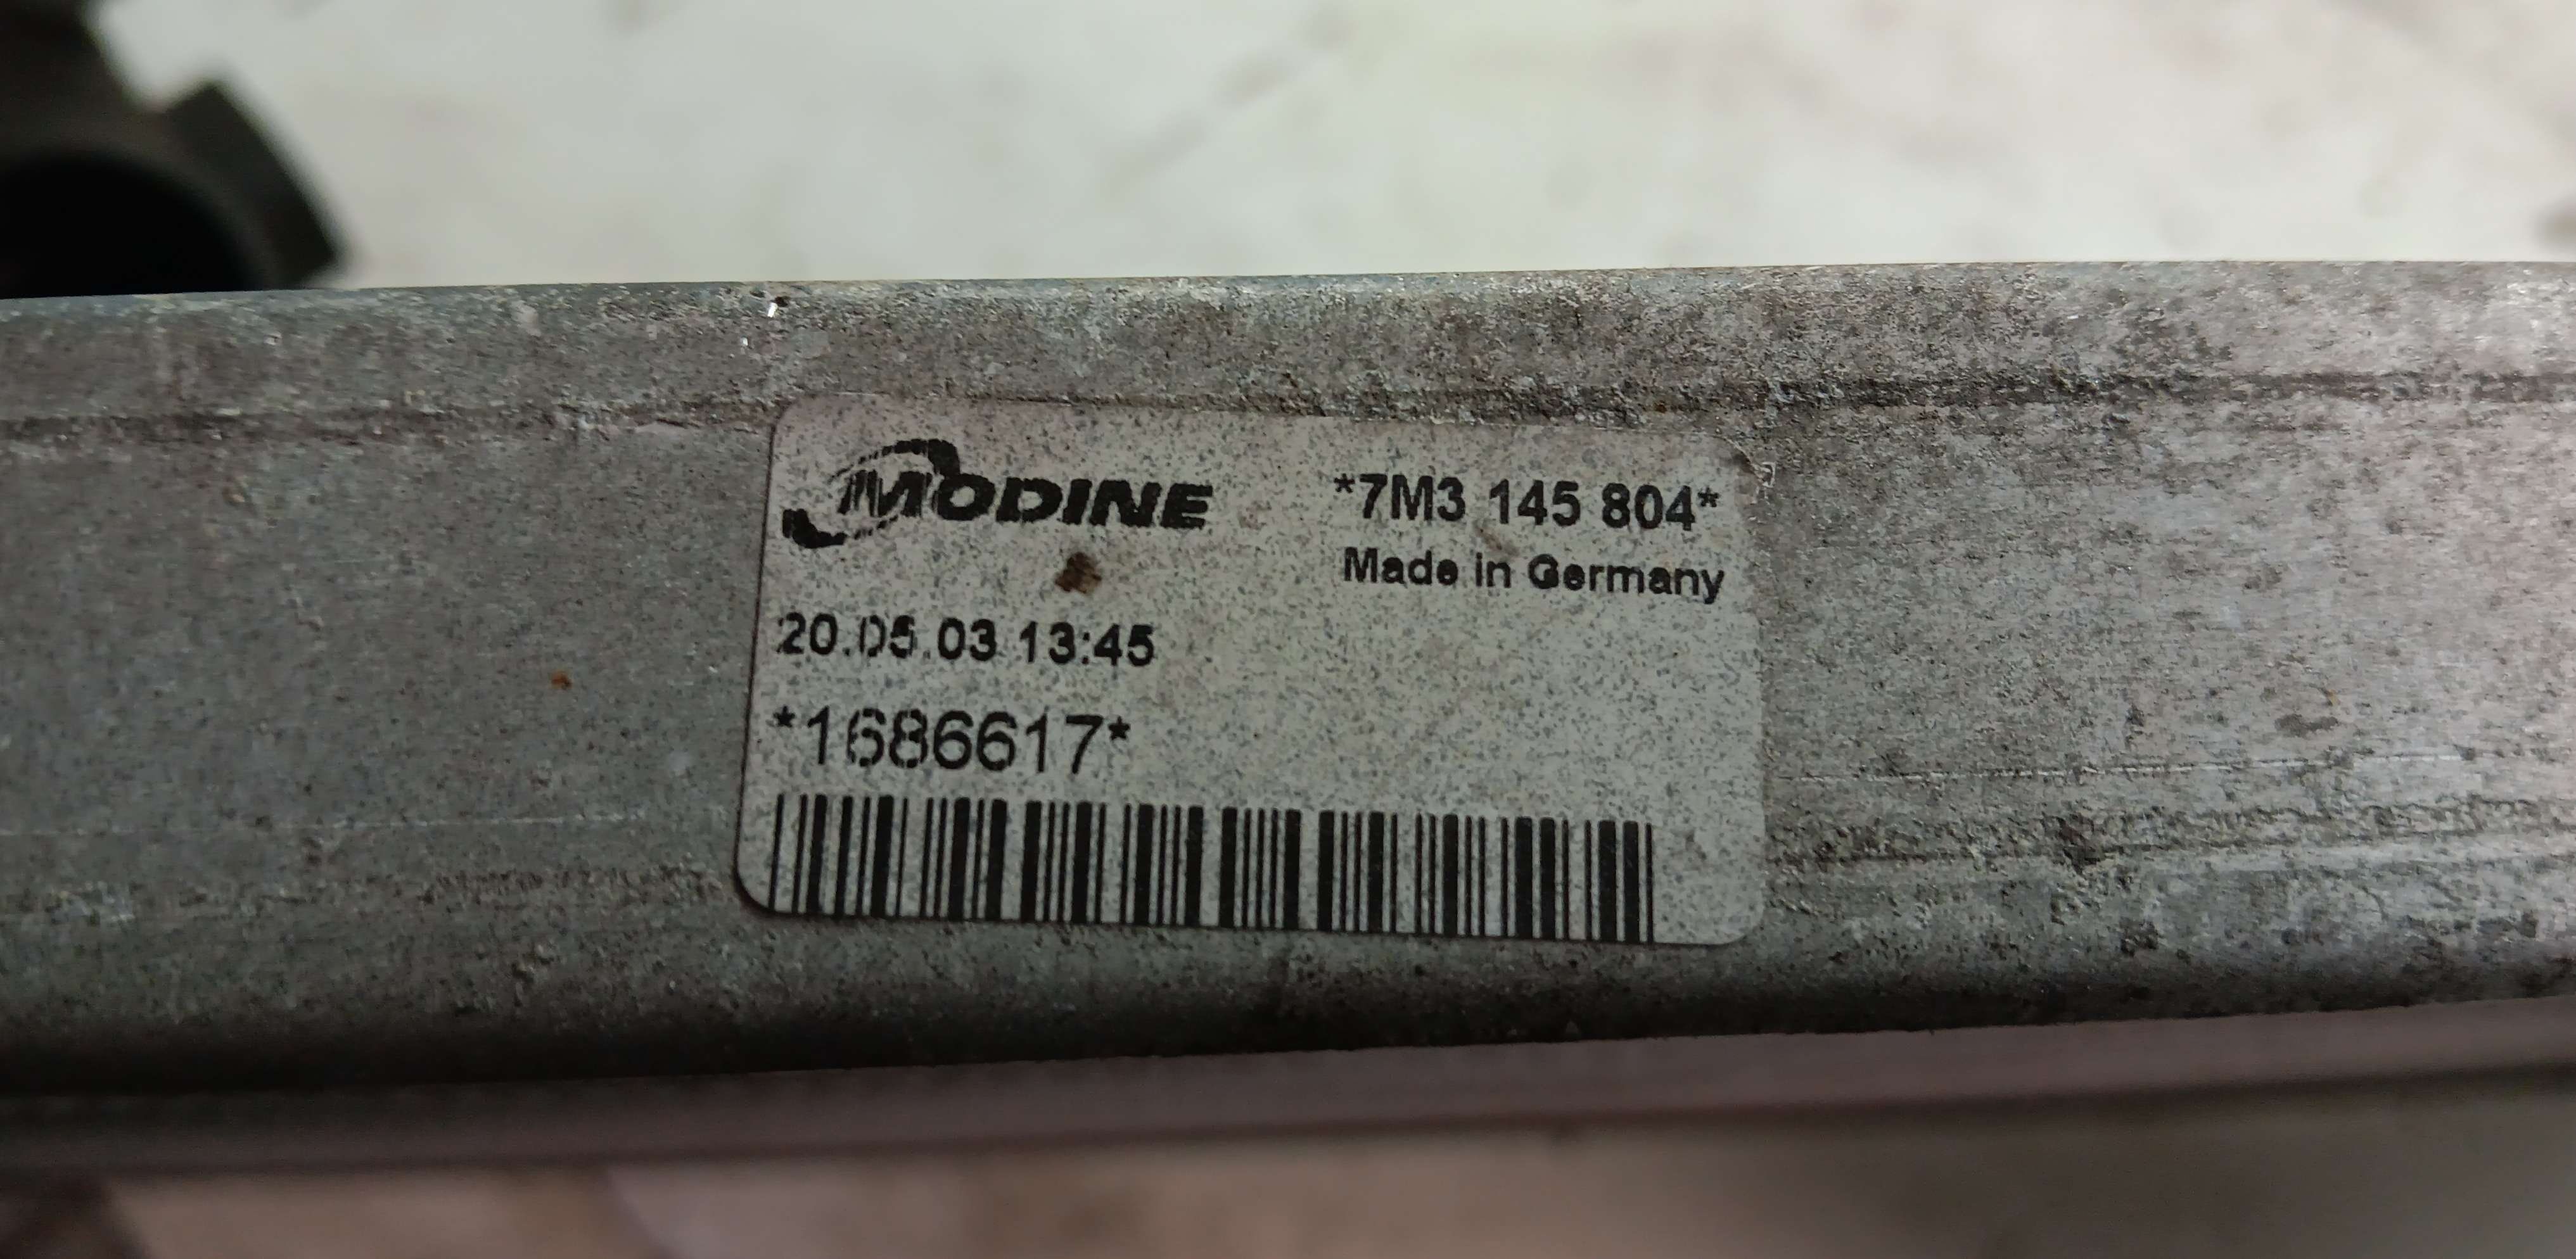 MODINE
*7M3 145 804*
Made in Germany
20.05.03 13:45
*1686617*